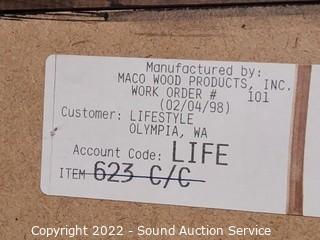 Manufactured by:
MACO WOOD PRODUCTS, INC.
WORK ORDER # 101
(02/04/98)
Customer: LIFESTYLE
OLYMPIA, WA
Account Code: LIFE
ITEM 623 C/C
Copyright 2022 - Sound Auction Service